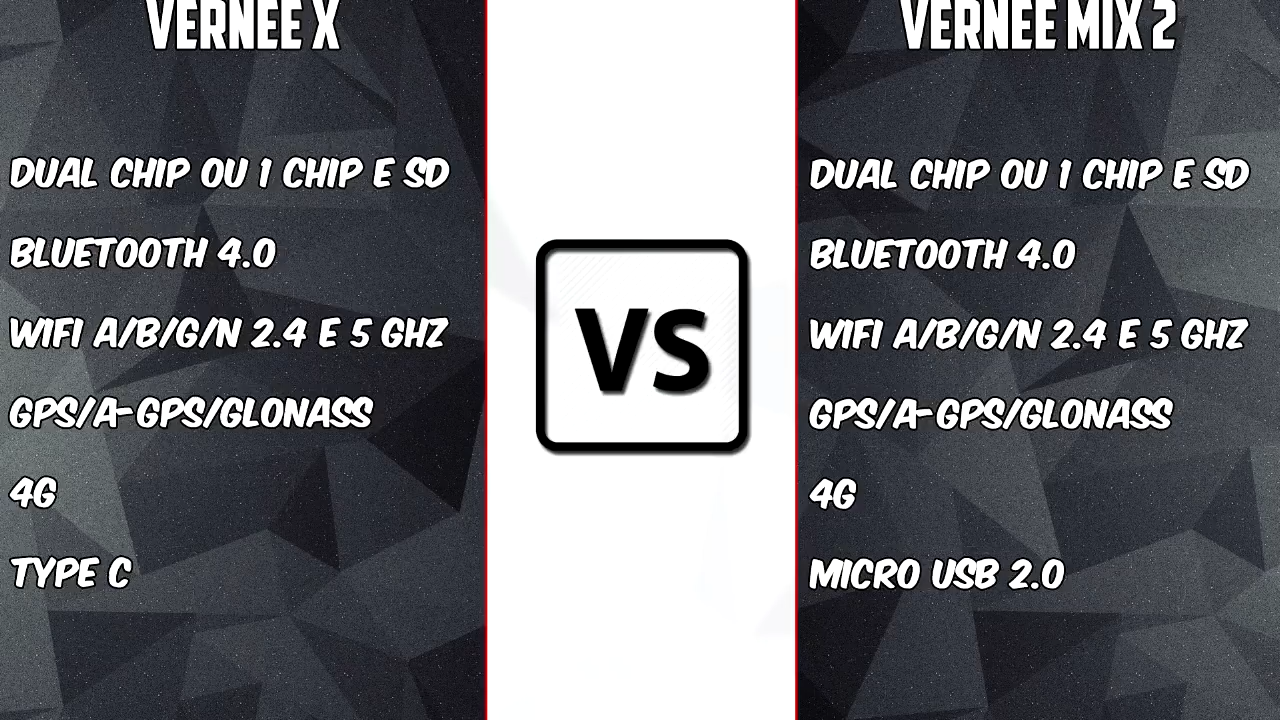 VERNEE X
DUAL CHIP OU 1 CHIP E SD
BLUETOOTH 4.0
WIFI A/B/G/N 2.4 E 5 GHZ
GPS/A-GPS/GLONASS
4G
TYPE C
VS
VERNEE MIX 2
DUAL CHIP OU 1 CHIP E SD
BLUETOOTH 4.0
WIFI A/B/G/N 2.4 E 5 GHZ
GPS/A-GPS/GLONASS
4G
MICRO USB 2.0